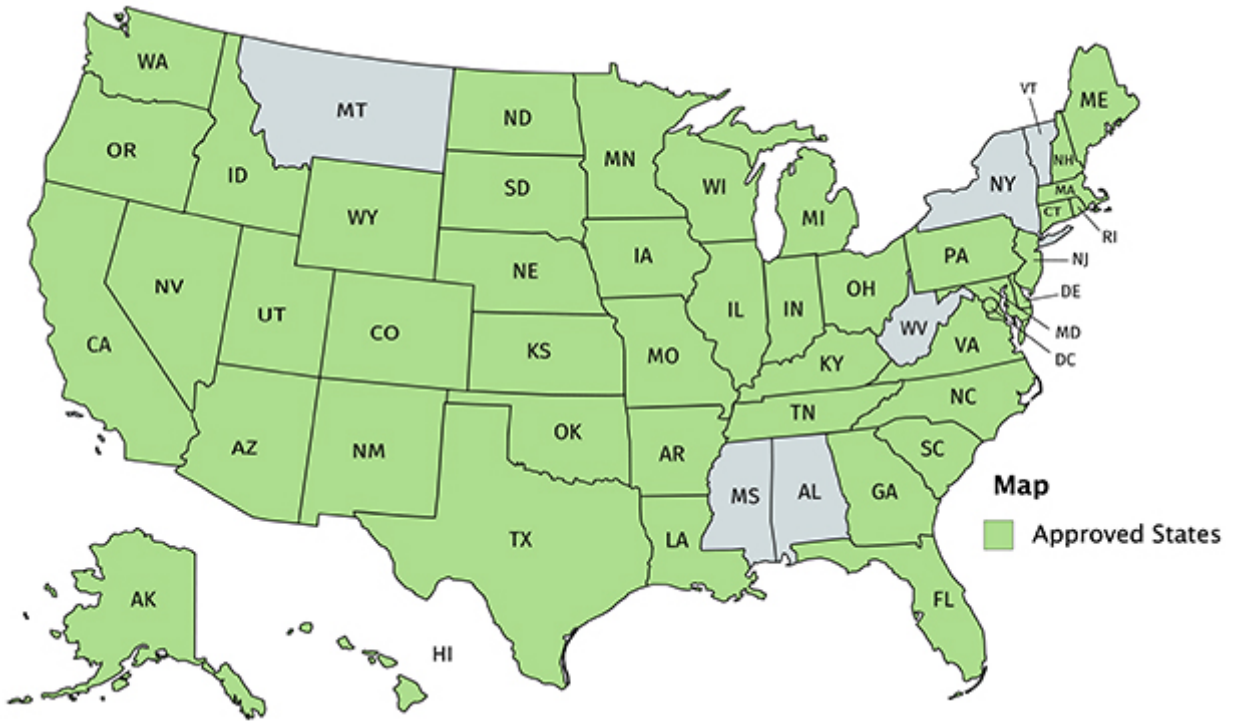 WA
MT
ND
MN
VT
ME
OR
ID
SD
WI
NH
WY
NY
MI
MA
CT
RI
IA
PA
NJ
NE
NV
OH
DE
UT
IL
IN
WV
CO
MD
CA
KS
MO
VA
DC
KY
NC
TN
AZ
NM
OK
AR
SC
MS
AL
GA
Map
TX
LA
Approved States
AK
FL
HI